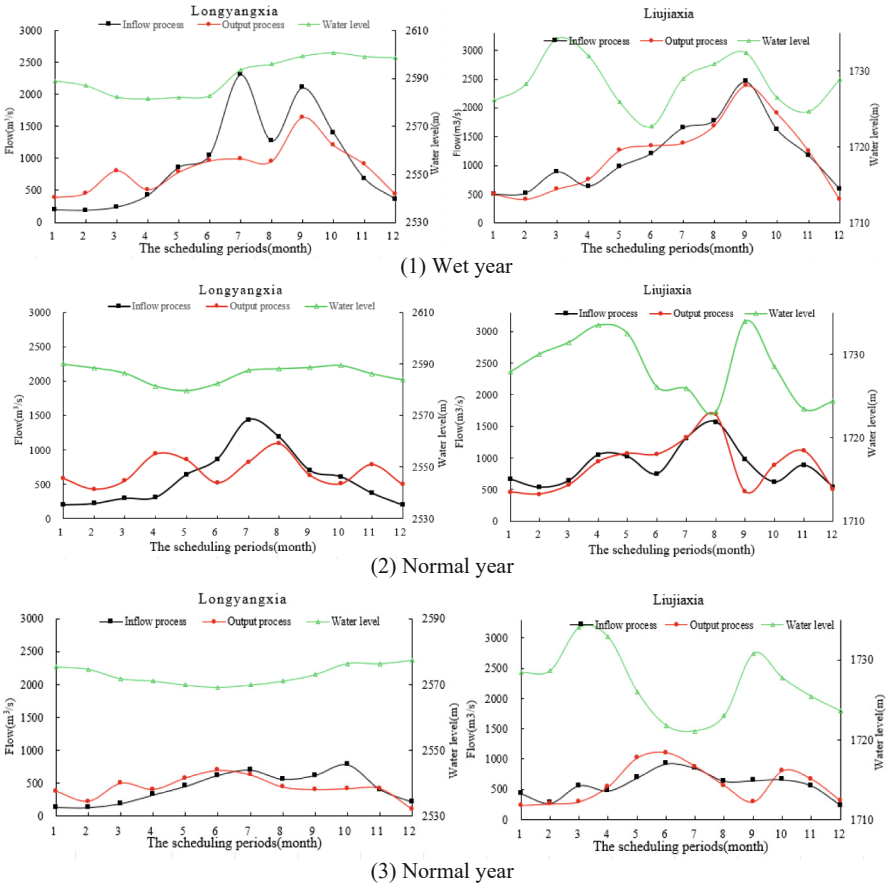 Longyangxia
Inflow process Output process Water level
Flow(m³/s)
3000
2500
2000
1500
1000
500
0
2610
2590
2570
2550
2530
Water level(m)
1 2 3 4 5 6 7 8 9 10 11 12
The scheduling periods(month)
Liujiaxia
Inflow process Output process Water level
Flow(m3/s)
3000
2500
2000
1500
1000
500
0
1730
1720
1710
Water level(m)
1 2 3 4 5 6 7 8 9 10 11 12
The scheduling periods(month)
(1) Wet year
Longyangxia
Inflow process Output process Water level
Flow(m³/s)
3000
2500
2000
1500
1000
500
0
2610
2590
2570
2550
2530
Water level(m)
1 2 3 4 5 6 7 8 9 10 11 12
The scheduling periods(month)
Liujiaxia
Inflow process Output process Water level
Flow(m3/s)
3000
2500
2000
1500
1000
500
0
1730
1720
1710
Water level(m)
1 2 3 4 5 6 7 8 9 10 11 12
The scheduling periods(month)
(2) Normal year
Longyangxia
Inflow process Output process Water level
Flow(m³/s)
3000
2500
2000
1500
1000
500
0
2590
2570
2550
2530
Water level(m)
1 2 3 4 5 6 7 8 9 10 11 12
The scheduling periods(month)
Liujiaxia
Inflow process Output process Water level
Flow(m3/s)
3000
2500
2000
1500
1000
500
0
1730
1720
1710
Water level(m)
1 2 3 4 5 6 7 8 9 10 11 12
The scheduling periods(month)
(3) Normal year